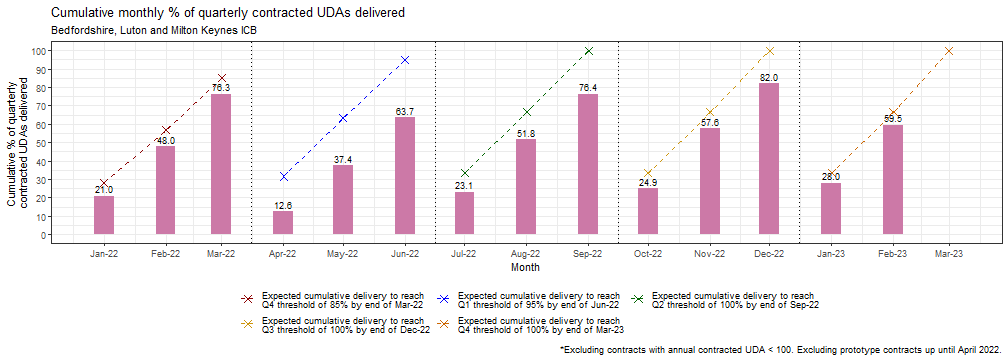 Cumulative monthly % of quarterly contracted UDAs delivered
Bedfordshire, Luton and Milton Keynes ICB
Cumulative % of quarterly
contracted UDAs delivered
100
90
80
70
60
50
40
30
20
10
0
21.0
48.0
76.3
12.6
37.4
63.7
23.1
51.8
76.4
24.9
57.6
82.0
28.0
59.5
Jan-22 Feb-22 Mar-22 Apr-22 May-22 Jun-22 Jul-22 Aug-22 Sep-22 Oct-22 Nov-22 Dec-22 Jan-23 Feb-23 Mar-23
Month
Expected cumulative delivery to reach
Q4 threshold of 85% by end of Mar-22
Expected cumulative delivery to reach
Q1 threshold of 95% by end of Jun-22
Expected cumulative delivery to reach
Q2 threshold of 100% by end of Sep-22
Expected cumulative delivery to reach
Q3 threshold of 100% by end of Dec-22
Expected cumulative delivery to reach
Q4 threshold of 100% by end of Mar-23
*Excluding contracts with annual contracted UDA < 100. Excluding prototype contracts up until April 2022.